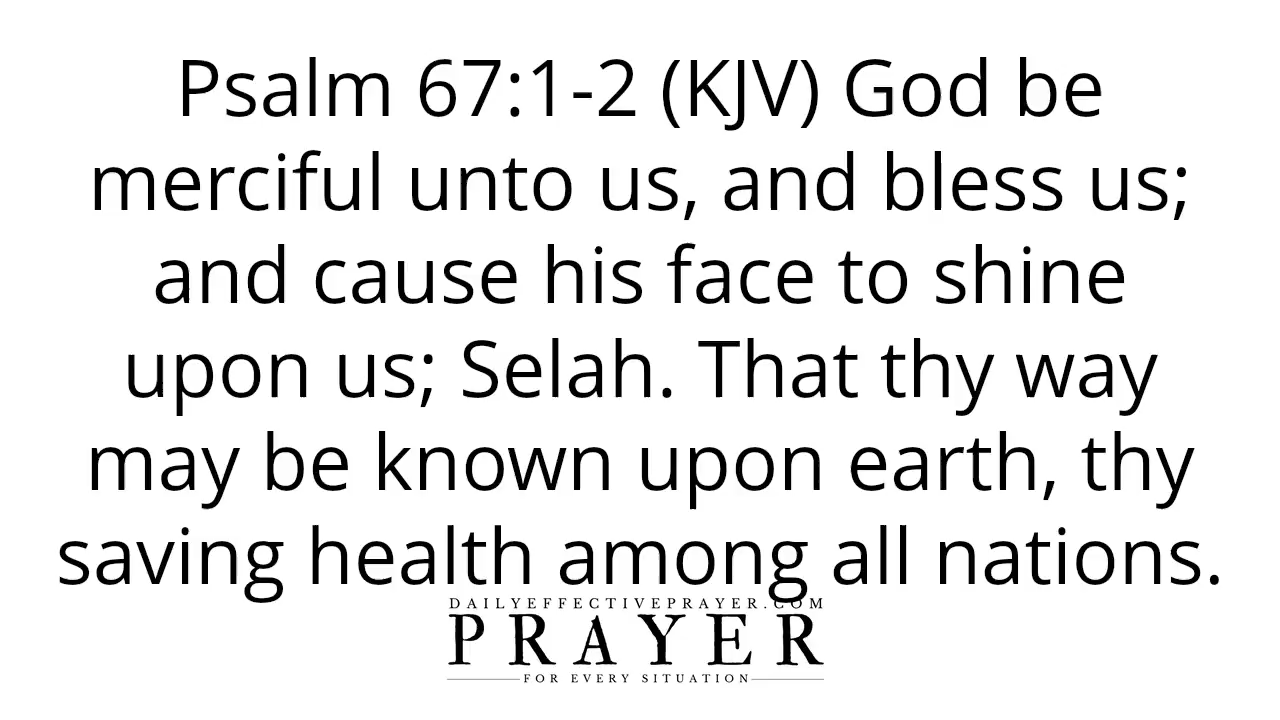 Psalm 67:1-2 (KJV) God be
merciful unto us, and bless us;
and cause his face to shine
upon us; Selah. That thy way
may be known upon earth, thy
saving health among all nations.
DAILYEFFECTIVEPRAYER.COM
PRAYER
FOR EVERY SITUATION